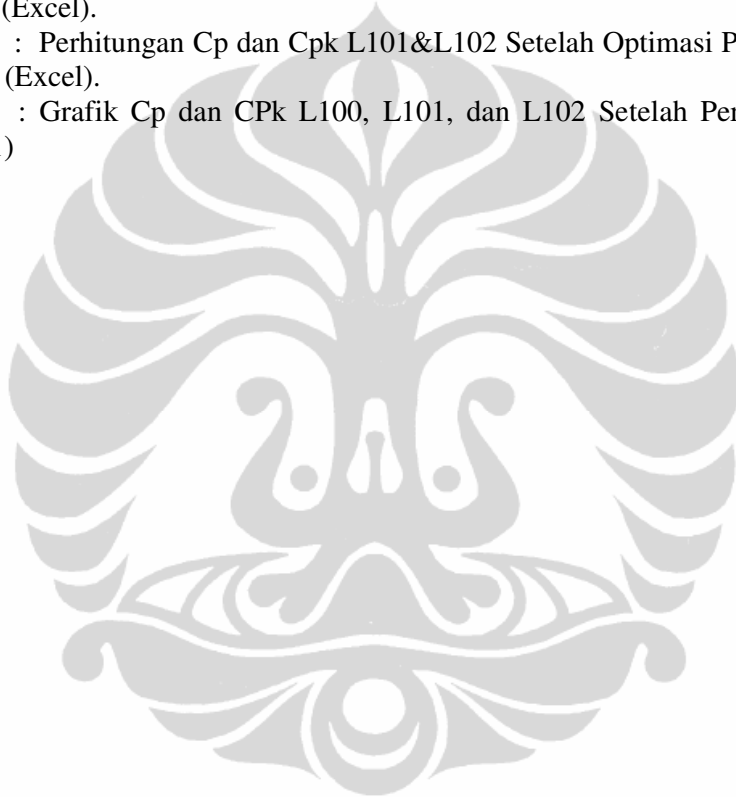 (Excel).
: Perhitungan Cp dan Cpk L101&L102 Setelah Optimasi P
(Excel).
: Grafik Cp dan CPk L100, L101, dan L102 Setelah Per
)